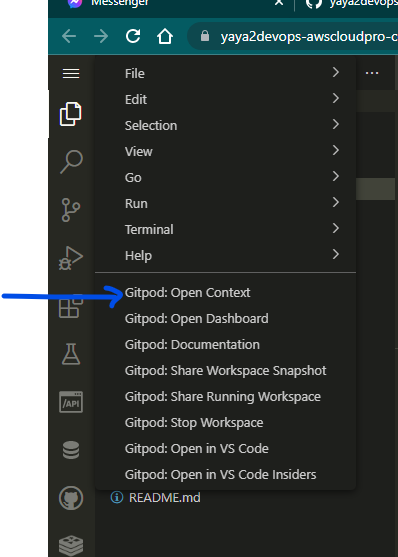 Messenger
yaya2devops
yaya2devops-awscloudpro-c
File
Edit
Selection
View
Go
Run
Terminal
Help
Gitpod: Open Context
Gitpod: Open Dashboard
Gitpod: Documentation
Gitpod: Share Workspace Snapshot
Gitpod: Share Running Workspace
Gitpod: Stop Workspace
Gitpod: Open in VS Code
Gitpod: Open in VS Code Insiders
/API
README.md